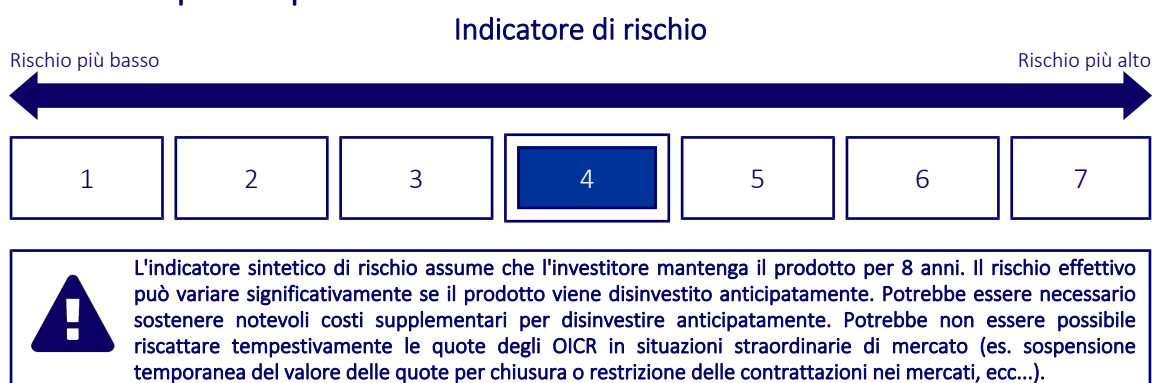 Indicatore di rischio
Rischio più basso
Rischio più alto
1
2
3
4
5
6
7
L'indicatore sintetico di rischio assume che l'investitore mantenga il prodotto per 8 anni. Il rischio effettivo
può variare significativamente se il prodotto viene disinvestito anticipatamente. Potrebbe essere necessario
sostenere notevoli costi supplementari per disinvestire anticipatamente. Potrebbe non essere possibile
riscattare tempestivamente le quote degli OICR in situazioni straordinarie di mercato (es. sospensione
temporanea del valore delle quote per chiusura o restrizione delle contrattazioni nei mercati, ecc...).